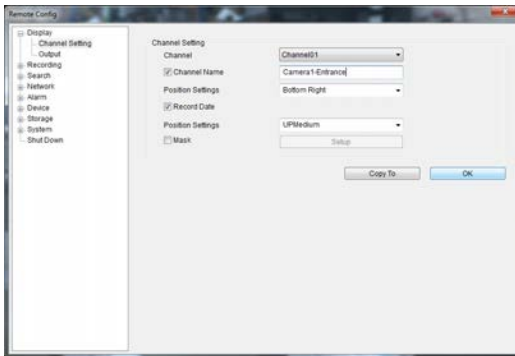 Remote Config
Display
Channel Setting
Output
Recording
Search
Network
Alarm
Device
Storage
System
Shut Down
Channel Setting
Channel
Channel01
Channel Name
Camera1-Entrance
Position Settings
Bottom Right
Record Date
Position Settings
UPMedium
Mask
Setup
Copy To
OK